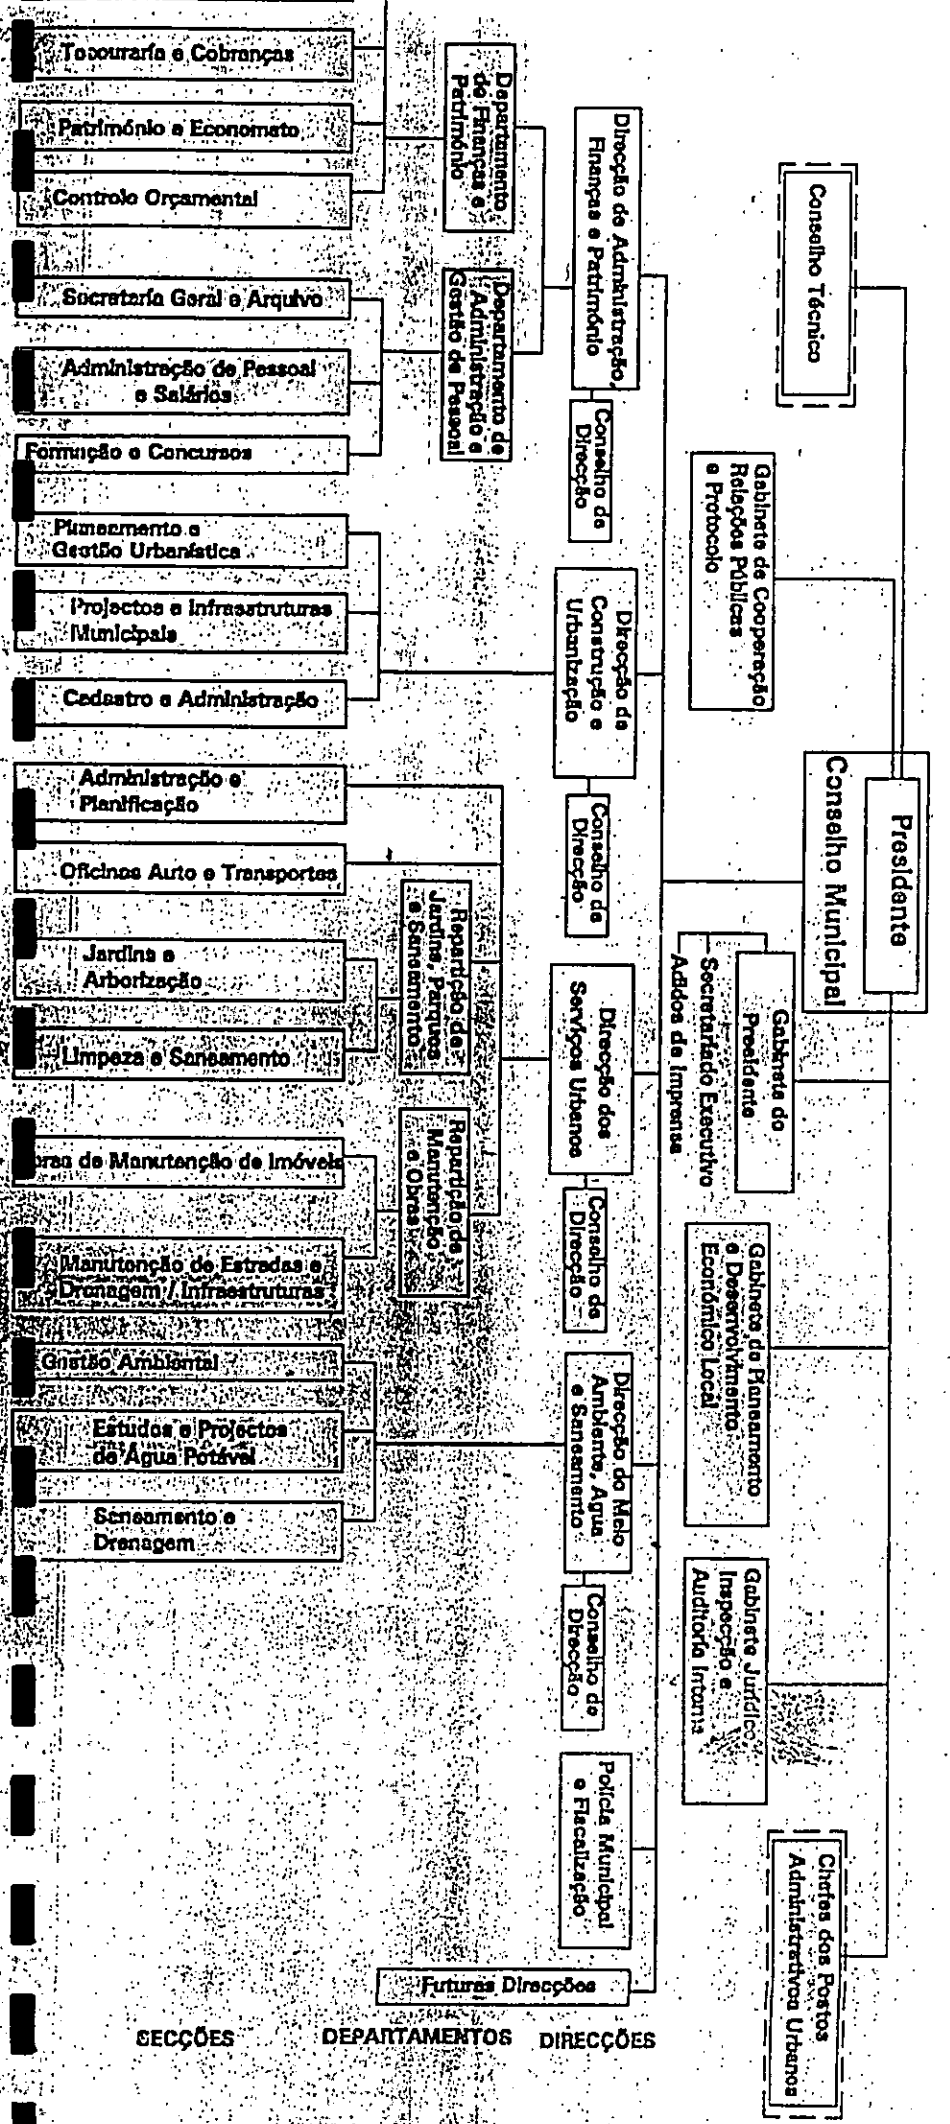 Presidente
Conselho Municipal
Conselho Técnico
Gabinete de Cooperação
Relações Públicas
e Protocolo
Gabinete do
Presidente
Secretariado Executivo
Adidos de Imprensa
Gabinete de Planeamento
e Desenvolvimento
Económico Local
Gabinete Jurídico
Inspecção e
Auditoria Interna
Chefes dos Postos
Administrativos Urbanos
Direcção de Administração,
Finanças e Património
Conselho de
Direcção
Direcção de
Construção e
Urbanização
Conselho de
Direcção
Direcção dos
Serviços Urbanos
Conselho de
Direcção
Direcção do Meio
Ambiente, Agua
e Saneamento
Conselho de
Direcção
Polícia Municipal
e Fiscalização
Futuras Direcções
DIRECÇÕES
Departamento
de Finanças e
Património
Departamento de
Administração e
Gestão de Pessoal
Repartição de
Jardins, Parques
e Saneamento
Repartição de
Manutenção
e Obras
DEPARTAMENTOS
Tesouraria e Cobranças
Património e Economato
Controlo Orçamental
Secretaria Geral e Arquivo
Administração de Pessoal
e Salários
Formação e Concursos
Planeamento e
Gestão Urbanística
Projectos e Infraestruturas
Municipais
Cadastro e Administração
Administração e
Planificação
Oficinas Auto e Transportes
Jardins e
Arborização
Limpeza e Saneamento
de Manutenção de Imóveis
Manutenção de Estradas e
Drenagem / Infraestruturas
Gestão Ambiental
Estudos e Projectos
de Água Potável
Saneamento e
Drenagem
SECÇÕES